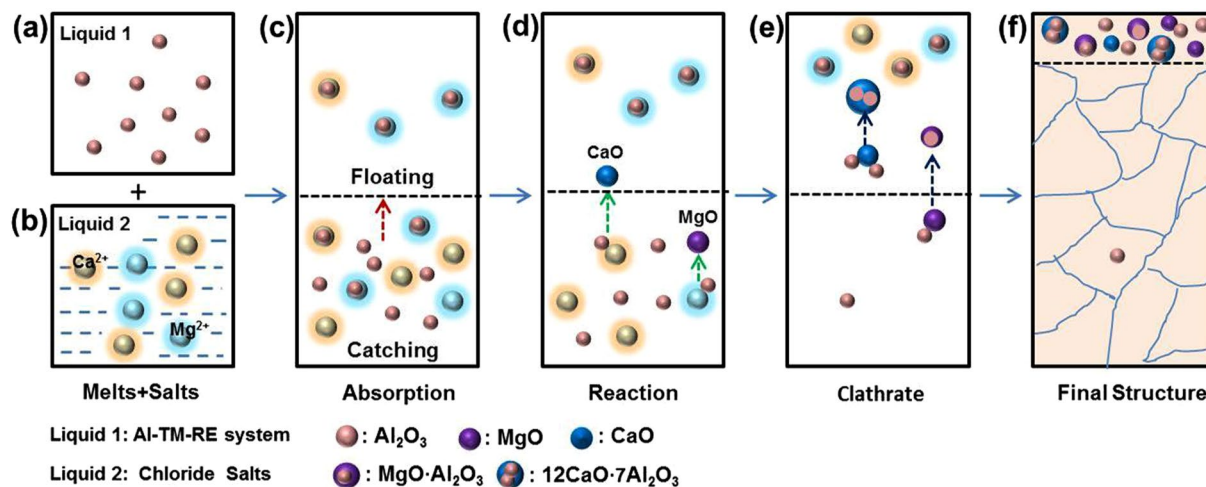 (a)
Liquid 1
+
(b)
Liquid 2
Ca²⁺
Mg²⁺
Melts+Salts
(c)
Floating
Catching
Absorption
(d)
CaO
MgO
Reaction
(e)
Clathrate
(f)
Final Structure
Liquid 1: Al-TM-RE system
: Al₂O₃
: MgO
: CaO
Liquid 2: Chloride Salts
: MgO·Al₂O₃
: 12CaO·7Al₂O₃